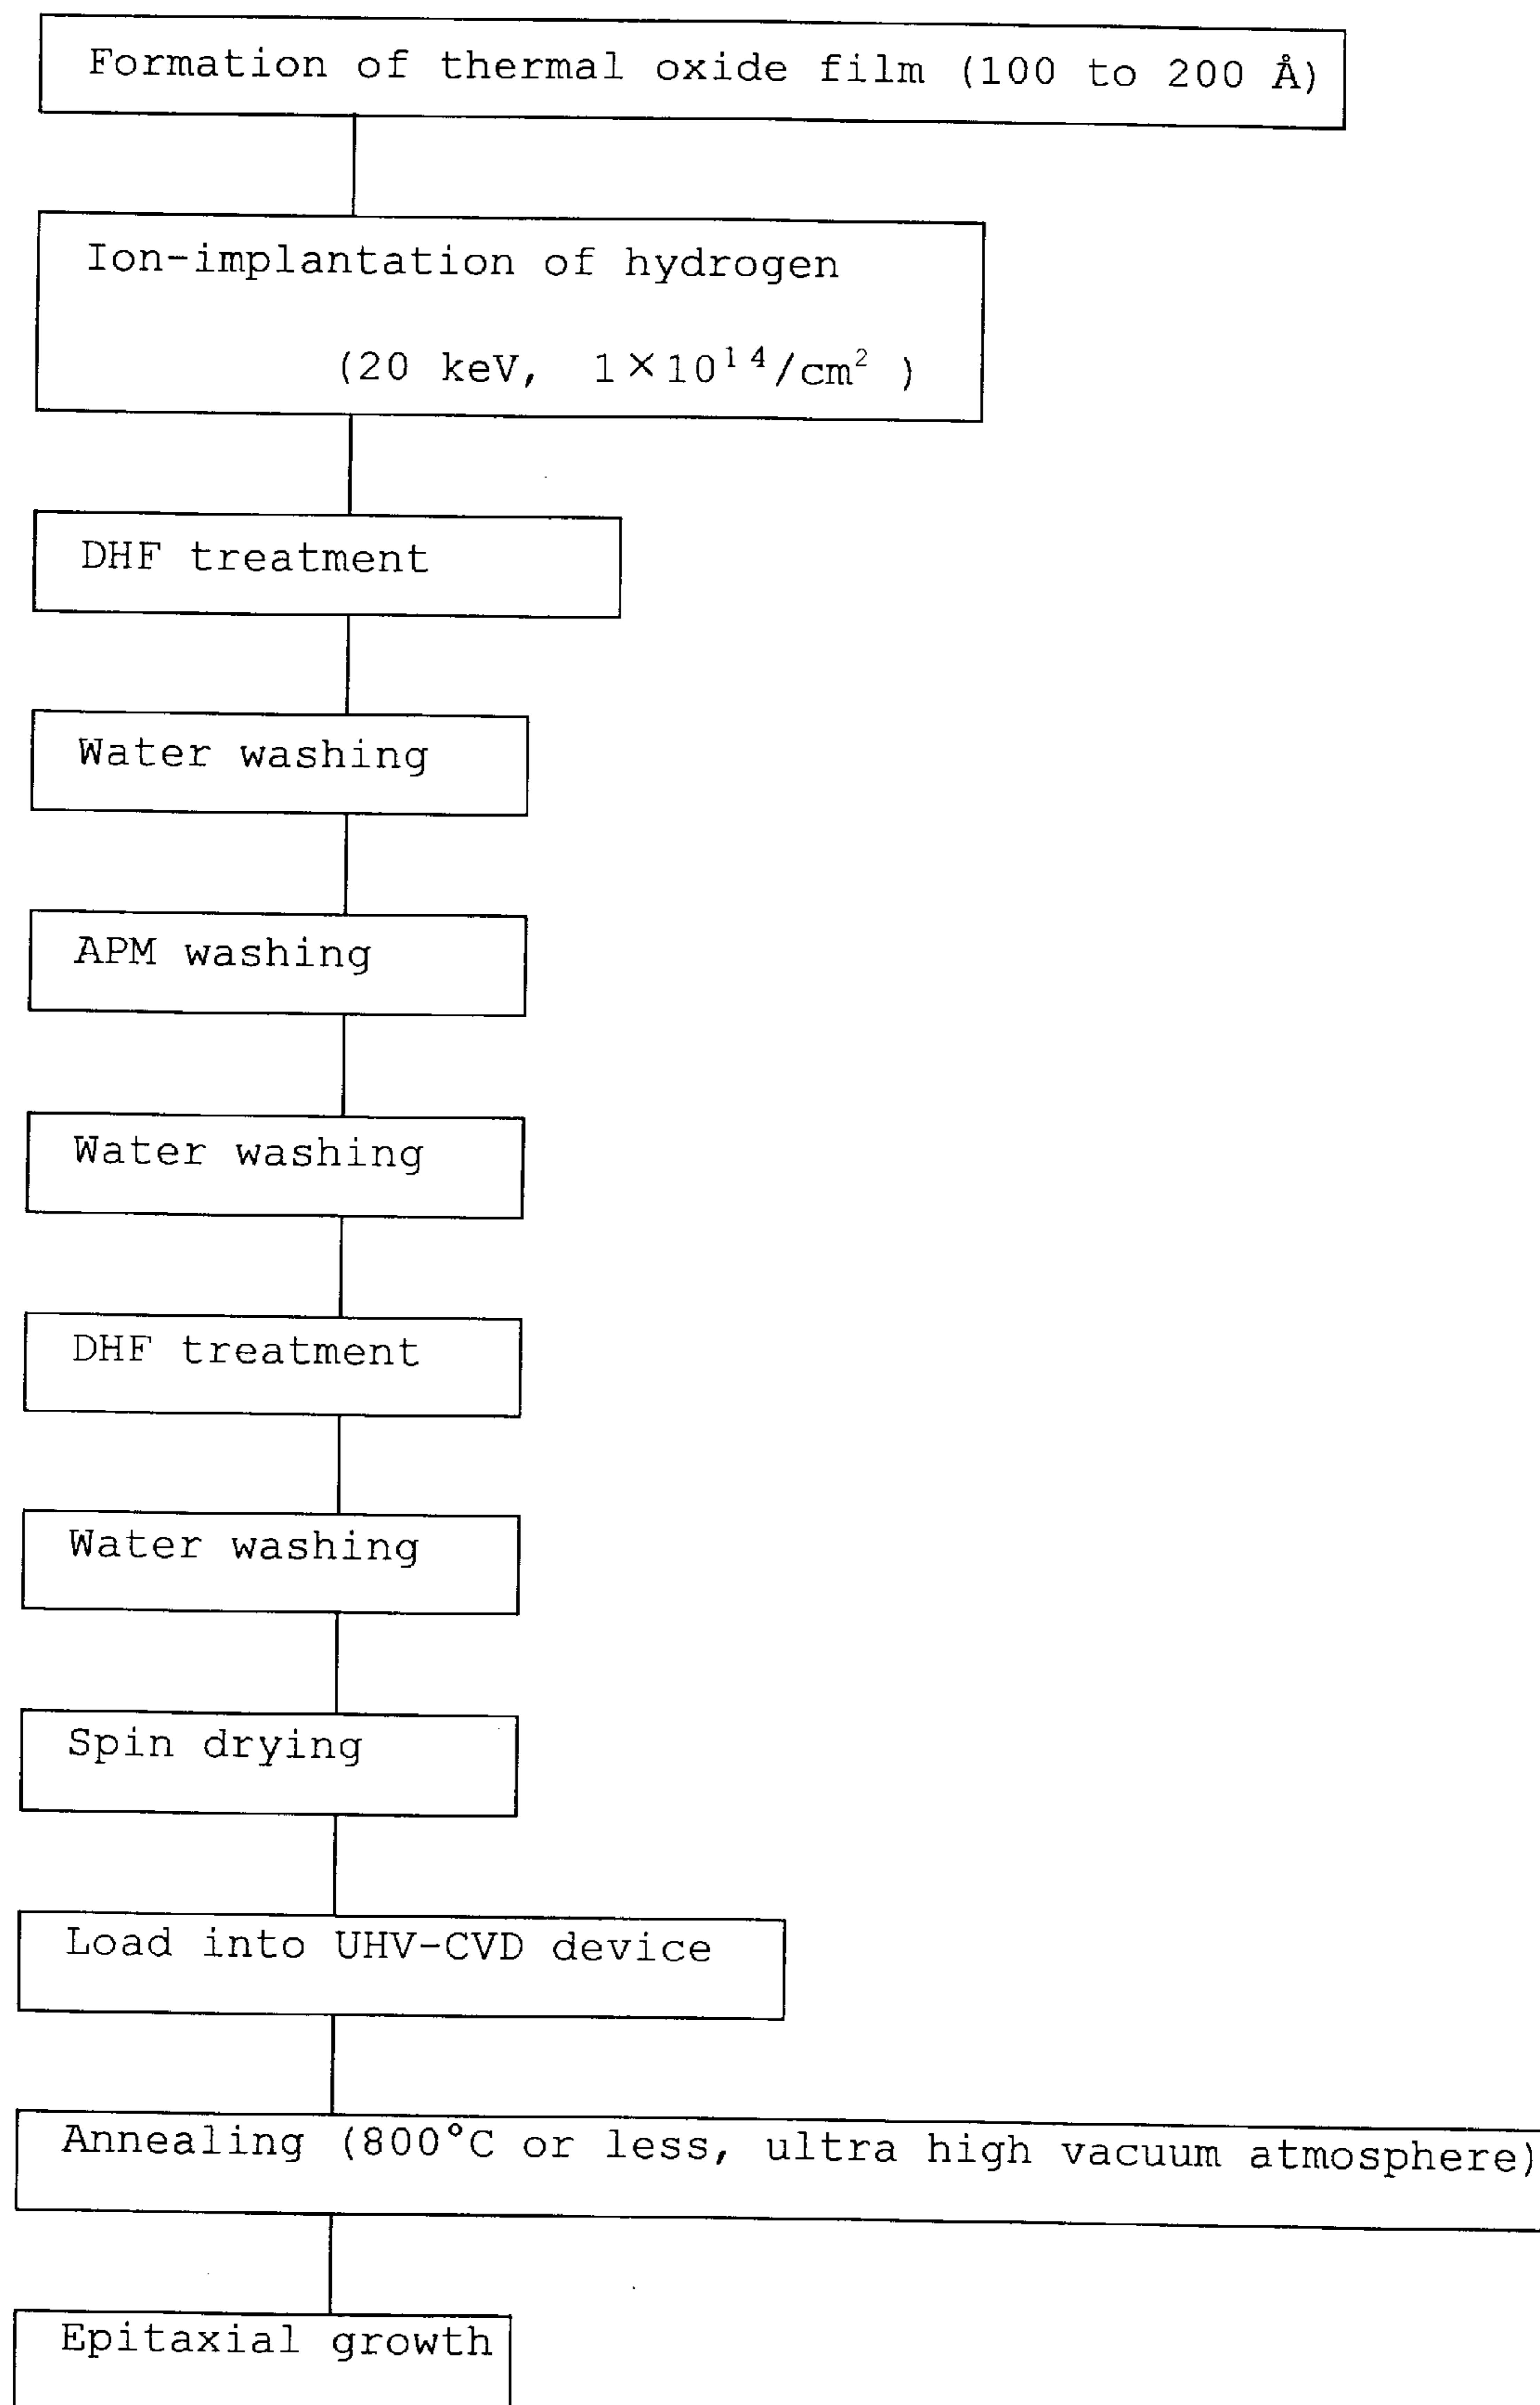 Formation of thermal oxide film (100 to 200 Å)
Ion-implantation of hydrogen
(20 keV, 1×10¹⁴/cm² )
DHF treatment
Water washing
APM washing
Water washing
DHF treatment
Water washing
Spin drying
Load into UHV-CVD device
Annealing (800°C or less, ultra high vacuum atmosphere)
Epitaxial growth